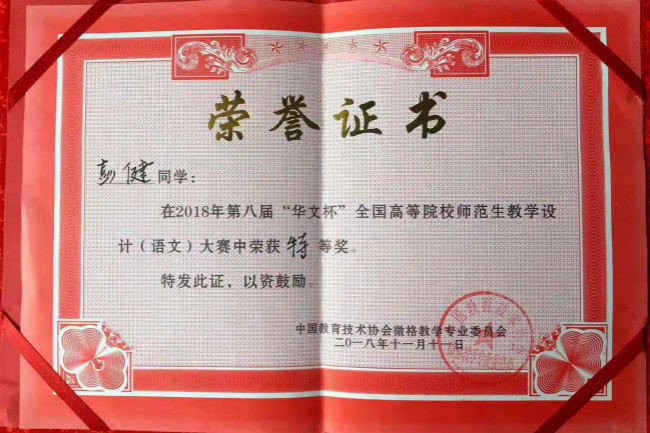 荣誉证书
彭健同学：
在2018年第八届“华文杯”全国高等院校师范生教学设
计（语文）大赛中荣获特等奖。
特发此证，以资鼓励。
中国教育技术协会微格教学专业委员会
二〇一八年十一月十一日